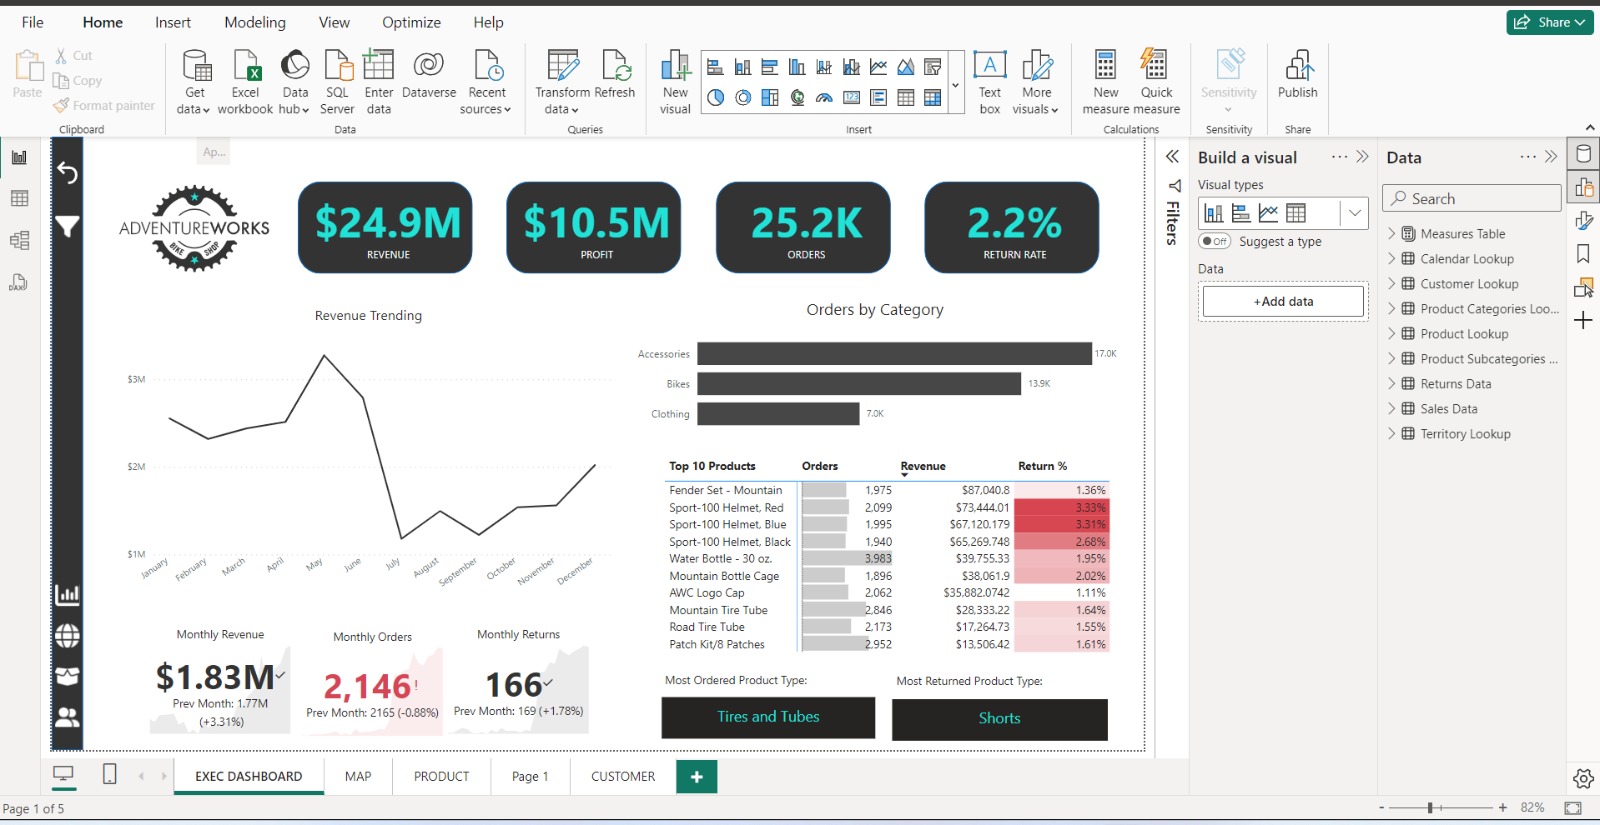 File Home Insert Modeling View Optimize Help Share
Paste
Cut
Copy
Format painter
Clipboard
Get data
Excel workbook
Data hub
SQL Server
Enter data
Dataverse
Recent sources
Data
Transform data
Refresh
Queries
New visual
Text box
More visuals
Insert
New measure
Quick measure
Calculations
Sensitivity
Sensitivity
Publish
Share
Ap...
ADVENTUREWORKS
BIKE SHOP
$24.9M
REVENUE
$10.5M
PROFIT
25.2K
ORDERS
2.2%
RETURN RATE
Revenue Trending
$3M
$2M
$1M
January February March April May June July August September October November December
Orders by Category
Accessories 17.0K
Bikes 13.9K
Clothing 7.0K
Top 10 Products Orders Revenue Return %
Fender Set - Mountain 1,975 $87,040.8 1.36%
Sport-100 Helmet, Red 2,099 $73,444.01 3.33%
Sport-100 Helmet, Blue 1,995 $67,120.179 3.31%
Sport-100 Helmet, Black 1,940 $65,269.748 2.68%
Water Bottle - 30 oz. 3,983 $39,755.33 1.95%
Mountain Bottle Cage 1,896 $38,061.9 2.02%
AWC Logo Cap 2,062 $35,882.0742 1.11%
Mountain Tire Tube 2,846 $28,333.22 1.64%
Road Tire Tube 2,173 $17,264.73 1.55%
Patch Kit/8 Patches 2,952 $13,506.42 1.61%
Monthly Revenue
$1.83M
Prev Month: 1.77M
(+3.31%)
Monthly Orders
2,146!
Prev Month: 2165 (-0.88%)
Monthly Returns
166
Prev Month: 169 (+1.78%)
Most Ordered Product Type:
Tires and Tubes
Most Returned Product Type:
Shorts
Filters
Build a visual
Visual types
Off Suggest a type
Data
+Add data
Data
Search
Measures Table
Calendar Lookup
Customer Lookup
Product Categories Loo...
Product Lookup
Product Subcategories ...
Returns Data
Sales Data
Territory Lookup
EXEC DASHBOARD MAP PRODUCT Page 1 CUSTOMER +
Page 1 of 5
- + 82%